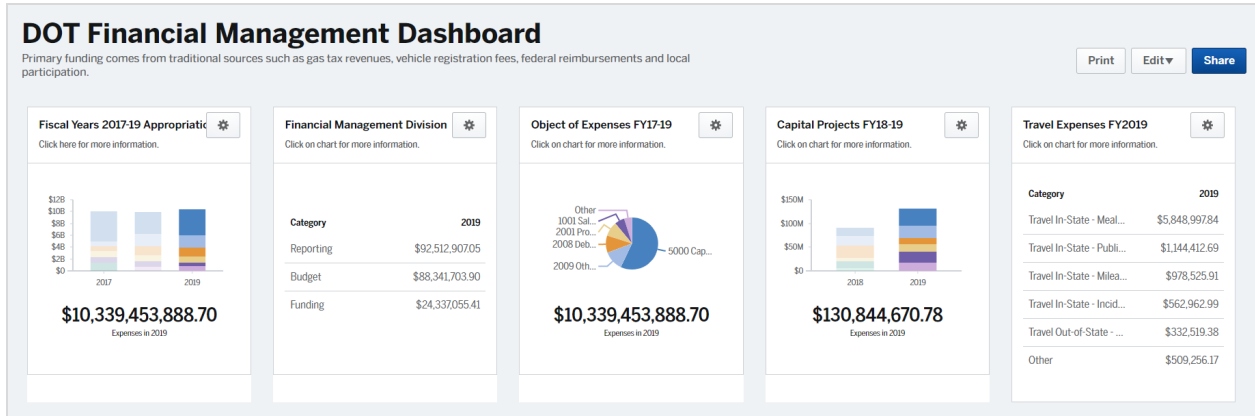 DOT Financial Management Dashboard
Primary funding comes from traditional sources such as gas tax revenues, vehicle registration fees, federal reimbursements and local
participation.
Print
Edit▼
Share
Fiscal Years 2017-19 Appropriatic
Click here for more information.
$12B
$10B
$8B
$6B
$4B
$2B
$0
2017
2019
$10,339,453,888.70
Expenses in 2019
Financial Management Division
Click on chart for more information.
Category 2019
Reporting $92,512,907.05
Budget $88,341,703.90
Funding $24,337,055.41
Object of Expenses FY17-19
Click on chart for more information.
Other
1001 Sal...
2001 Pro...
2008 Deb...
2009 Oth...
5000 Cap...
$10,339,453,888.70
Expenses in 2019
Capital Projects FY18-19
Click on chart for more information.
$150M
$100M
$50M
$0
2018
2019
$130,844,670.78
Expenses in 2019
Travel Expenses FY2019
Click on chart for more information.
Category 2019
Travel In-State - Meal... $5,848,997.84
Travel In-State - Publi... $1,144,412.69
Travel In-State - Milea... $978,525.91
Travel In-State - Incid... $562,962.99
Travel Out-of-State - ... $332,519.38
Other $509,256.17